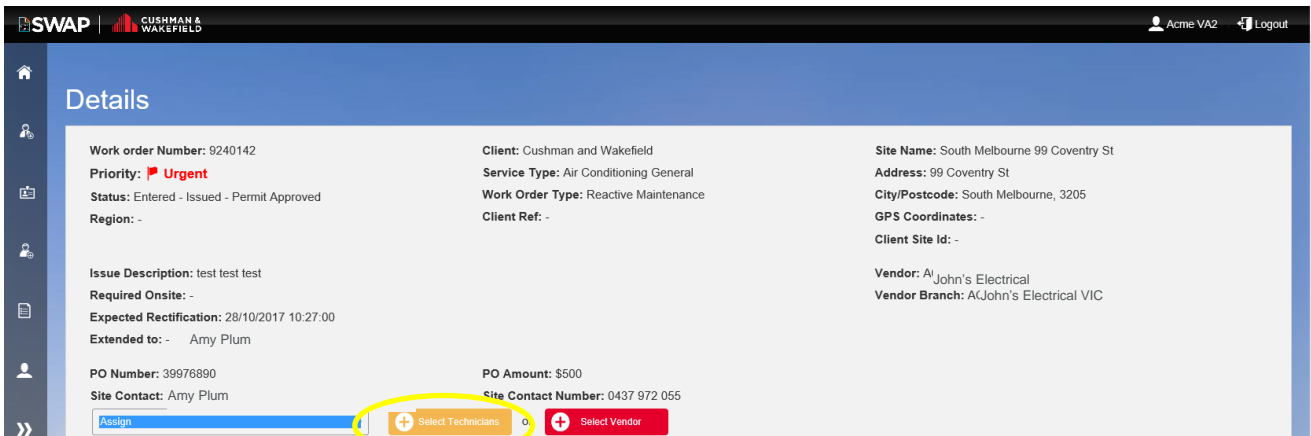 SWAP CUSHMAN & WAKEFIELD Acme VA2 Logout
Details
Work order Number: 9240142
Priority: Urgent
Status: Entered - Issued - Permit Approved
Region: -
Client: Cushman and Wakefield
Service Type: Air Conditioning General
Work Order Type: Reactive Maintenance
Client Ref: -
Site Name: South Melbourne 99 Coventry St
Address: 99 Coventry St
City/Postcode: South Melbourne, 3205
GPS Coordinates: -
Client Site Id: -
Issue Description: test test test
Required Onsite: -
Expected Rectification: 28/10/2017 10:27:00
Extended to: - Amy Plum
Vendor: John's Electrical
Vendor Branch: John's Electrical VIC
PO Number: 39976890
Site Contact: Amy Plum
PO Amount: $500
Site Contact Number: 0437 972 055
Assign Select Technicians Select Vendor